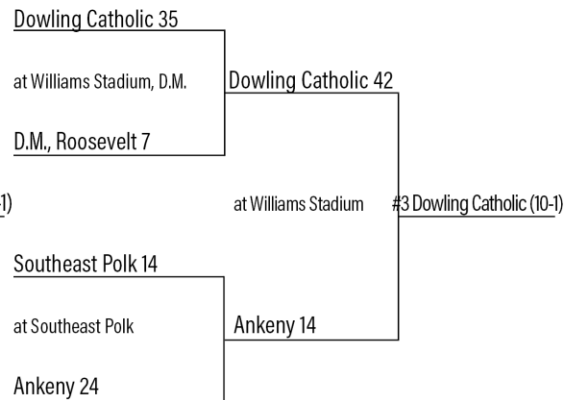 Dowling Catholic 35
at Williams Stadium, D.M.
Dowling Catholic 42
D.M., Roosevelt 7
-1)
at Williams Stadium
#3 Dowling Catholic (10-1)
Southeast Polk 14
at Southeast Polk
Ankeny 14
Ankeny 24